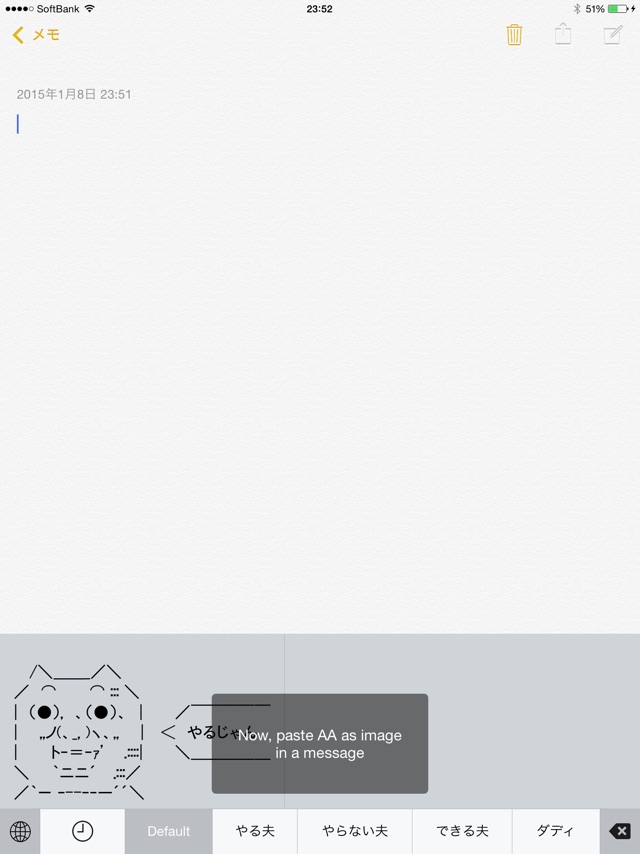 SoftBank 23:52 51%
メモ
2015年1月8日 23:51
やるじゃん
Now, paste AA as image
in a message
Default やる夫 やらない夫 できる夫 ダディ